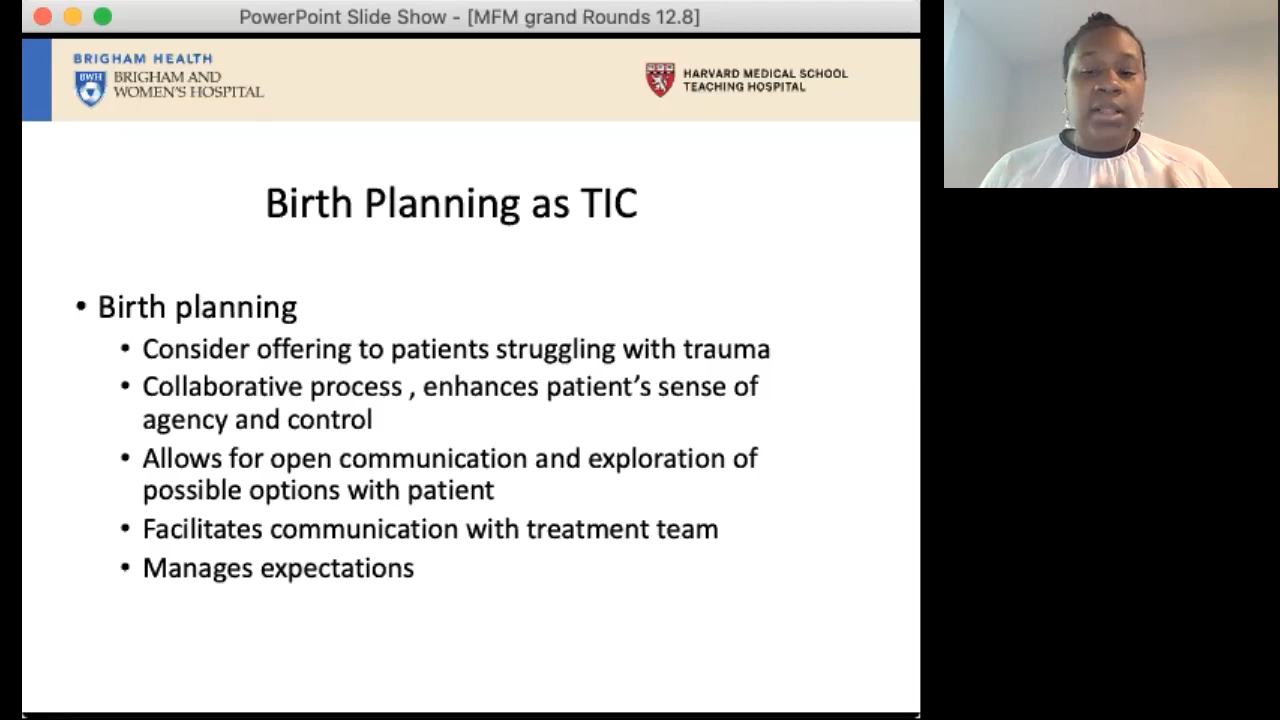 PowerPoint Slide Show - [MFM grand Rounds 12.8]
BRIGHAM HEALTH
BWH
BRIGHAM AND
WOMEN'S HOSPITAL
HARVARD MEDICAL SCHOOL
TEACHING HOSPITAL
Birth Planning as TIC
• Birth planning
• Consider offering to patients struggling with trauma
• Collaborative process , enhances patient's sense of
agency and control
• Allows for open communication and exploration of
possible options with patient
• Facilitates communication with treatment team
• Manages expectations